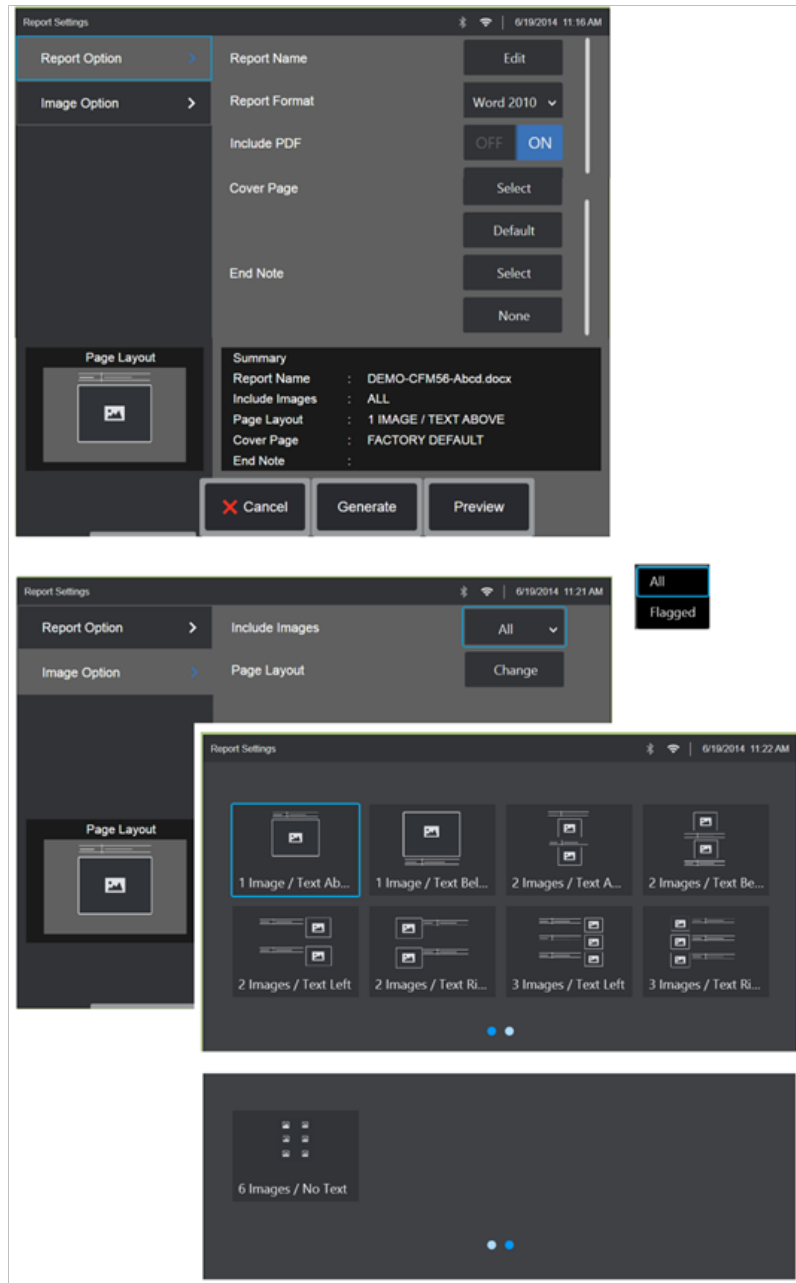 Report Settings
6/19/2014 11:16 AM
Report Option
Report Name
Edit
Image Option
Report Format
Word 2010
Include PDF
OFF ON
Cover Page
Select
Default
End Note
Select
None
Page Layout
Summary
Report Name : DEMO-CFM56-Abcd.docx
Include Images : ALL
Page Layout : 1 IMAGE / TEXT ABOVE
Cover Page : FACTORY DEFAULT
End Note :
Cancel
Generate
Preview
Report Settings
6/19/2014 11:21 AM
All
Flagged
Report Option
Include Images
All
Image Option
Page Layout
Change
Page Layout
Report Settings
6/19/2014 11:22 AM
1 Image / Text Ab...
1 Image / Text Bel...
2 Images / Text A...
2 Images / Text Be...
2 Images / Text Left
2 Images / Text Ri...
3 Images / Text Left
3 Images / Text Ri...
6 Images / No Text